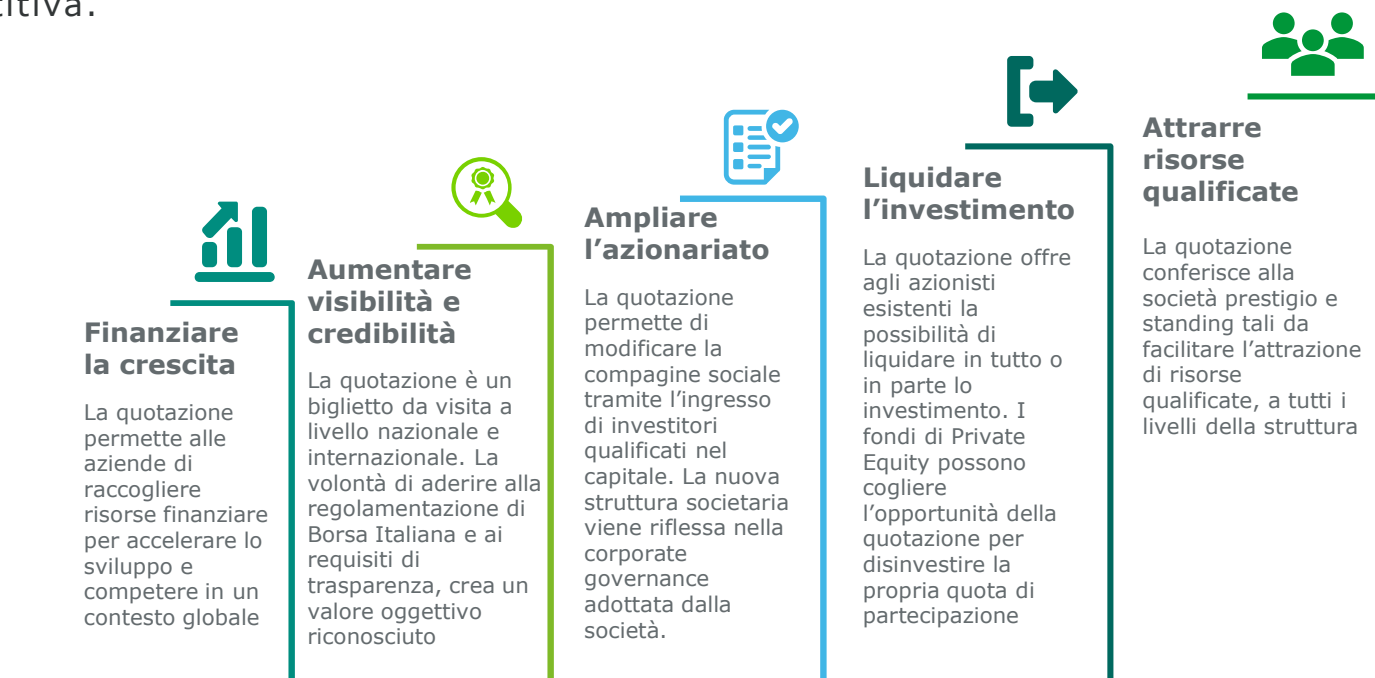 titiva.
Finanziare
la crescita
La quotazione
permette alle
aziende di
raccogliere
risorse finanziare
per accelerare lo
sviluppo e
competere in un
contesto globale
Aumentare
visibilità e
credibilità
La quotazione è un
biglietto da visita a
livello nazionale e
internazionale. La
volontà di aderire alla
regolamentazione di
Borsa Italiana e ai
requisiti di
trasparenza, crea un
valore oggettivo
riconosciuto
Ampliare
l’azionariato
La quotazione
permette di
modificare la
compagine sociale
tramite l’ingresso
di investitori
qualificati nel
capitale. La nuova
struttura societaria
viene riflessa nella
corporate
governance
adottata dalla
società.
Liquidare
l’investimento
La quotazione offre
agli azionisti
esistenti la
possibilità di
liquidare in tutto o
in parte lo
investimento. I
fondi di Private
Equity possono
cogliere
l’opportunità della
quotazione per
disinvestire la
propria quota di
partecipazione
Attrarre
risorse
qualificate
La quotazione
conferisce alla
società prestigio e
standing tali da
facilitare l’attrazione
di risorse
qualificate, a tutti i
livelli della struttura